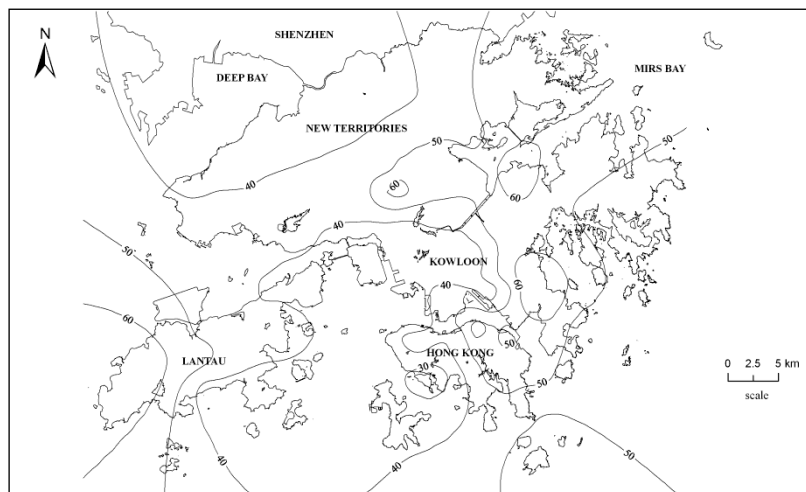 SHENZHEN
N
DEEP BAY
MIRS BAY
NEW TERRITORIES
50
50
60
60
40
40
50
KOWLOON
60
40
60
50
LANTAU
HONG KONG
30
50
0 2.5 5 km
scale
40
40
50